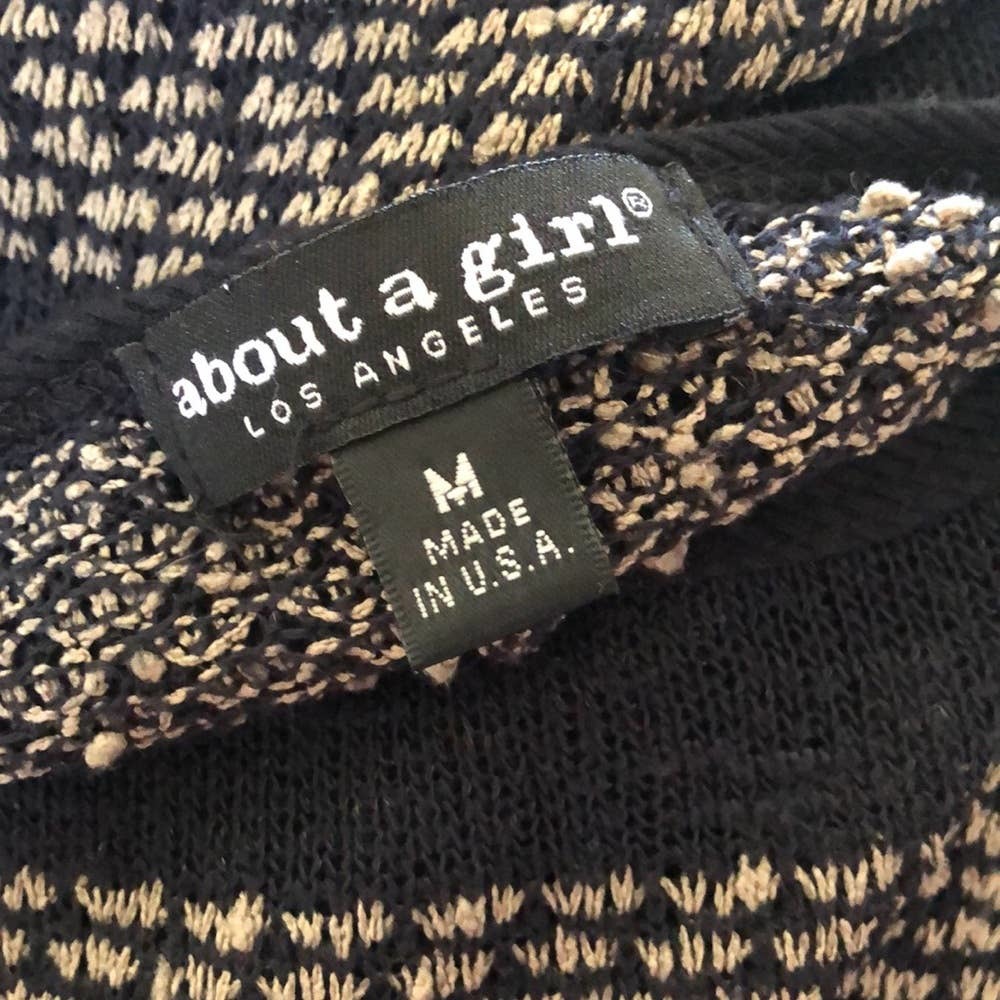 about a girl®
LOS ANGELES
M
MADE
IN U.S.A.